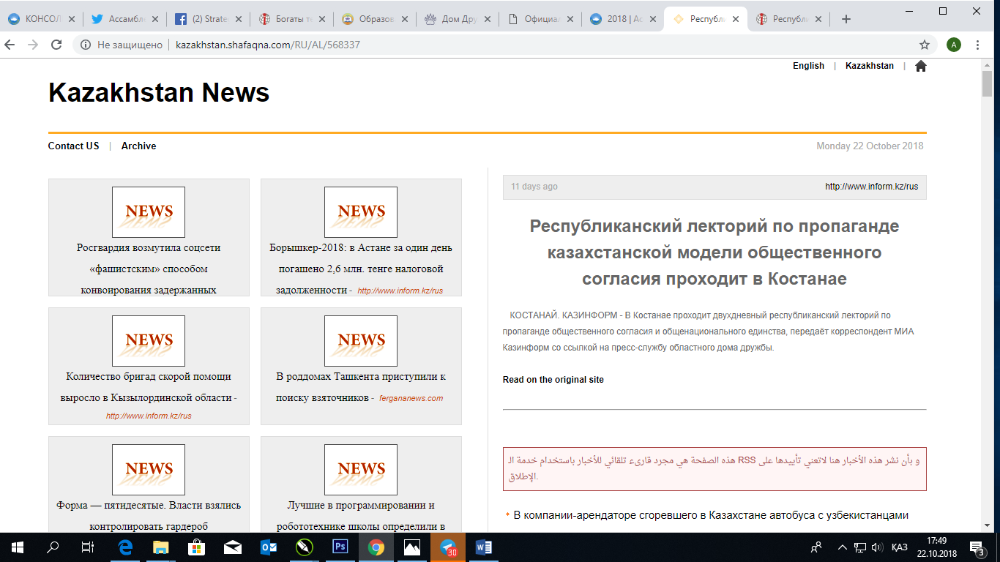 КОНСОЛ
Ассамбле
(2) Strate
Богаты то
Образов
Дом Дру
Официал
2018 | Ас
Республи
Республи
Не защищено
kazakhstan.shafaqna.com/RU/AL/568337
A
English | Kazakhstan |
Kazakhstan News
Contact US | Archive
Monday 22 October 2018
NEWS
Росгвардия возмутила соцсети
«фашистским» способом
конвоирования задержанных
NEWS
Борышкер-2018: в Астане за один день
погашено 2,6 млн. тенге налоговой
задолженности - http://www.inform.kz/rus
NEWS
Количество бригад скорой помощи
выросло в Кызылординской области -
http://www.inform.kz/rus
NEWS
В роддомах Ташкента приступили к
поиску взяточников - fergananews.com
NEWS
Форма — пятидесятые. Власти взялись
контролировать гардероб
NEWS
Лучшие в программировании и
робототехнике школы определили в
11 days ago
http://www.inform.kz/rus
Республиканский лекторий по пропаганде
казахстанской модели общественного
согласия проходит в Костанае
КОСТАНАЙ. КАЗИНФОРМ - В Костанае проходит двухдневный республиканский лекторий по
пропаганде общественного согласия и общенационального единства, передаёт корреспондент МИА
Казинформ со ссылкой на пресс-службу областного дома дружбы.
Read on the original site
هذه الصفحة هي مجرد قارىء تلقائي للأخبار باستخدام خدمة الـ RSS و بأن نشر هذه الأخبار هنا لاتعني تأييدها على
الإطلاق.
В компании-арендаторе сгоревшего в Казахстане автобуса с узбекистанцами
Ps
30
ҚАЗ
17:49
22.10.2018
3